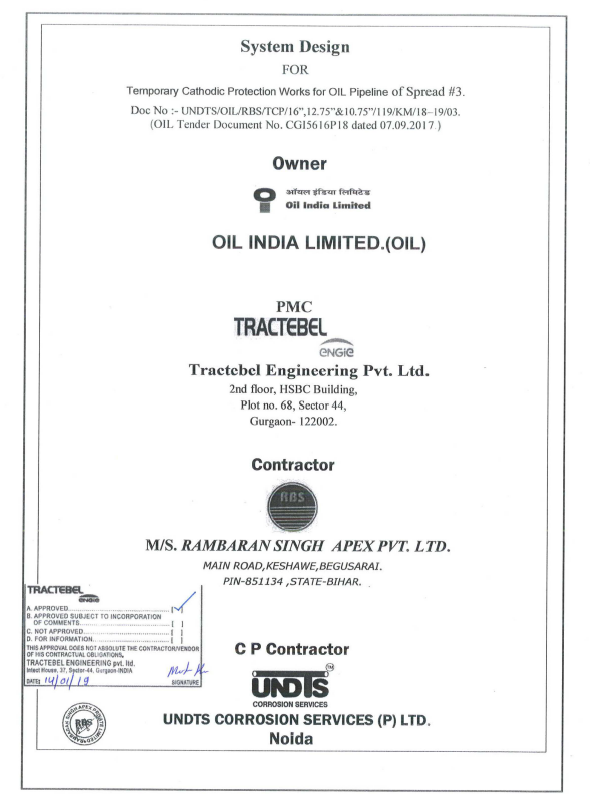 System Design
FOR
Temporary Cathodic Protection Works for OIL Pipeline of Spread #3.
Doc No :- UNDTS/OIL/RBS/TCP/16”,12.75”&10.75”/119/KM/18–19/03.
(OIL Tender Document No. CGI5616P18 dated 07.09.2017 )
Owner
ऑयल इंडिया लिमिटेड
Oil India Limited
OIL INDIA LIMITED.(OIL)
PMC
TRACTEBEL
ENGIE
Tractebel Engineering Pvt. Ltd.
2nd floor, HSBC Building,
Plot no. 68, Sector 44,
Gurgaon- 122002.
Contractor
RBS
M/S. RAMBARAN SINGH APEX PVT. LTD.
MAIN ROAD,KESHAWE,BEGUSARAI.
PIN-851134 ,STATE-BIHAR.
TRACTEBEL
ENGIE
A. APPROVED.................................[✓]
B. APPROVED SUBJECT TO INCORPORATION
OF COMMENTS.................................[ ]
C. NOT APPROVED.................................[ ]
D. FOR INFORMATION.................................[ ]
THIS APPROVAL DOES NOT ABSOLUTE THE CONTRACTOR/VENDOR
OF HIS CONTRACTUAL OBLIGATIONS.
TRACTEBEL ENGINEERING pvt. ltd.
Intect House, 37, Sector-44, Gurgaon-INDIA
DATE: 14/01/19 SIGNATURE
C P Contractor
UNDTS TM
CORROSION SERVICES
UNDTS CORROSION SERVICES (P) LTD.
Noida
RBS